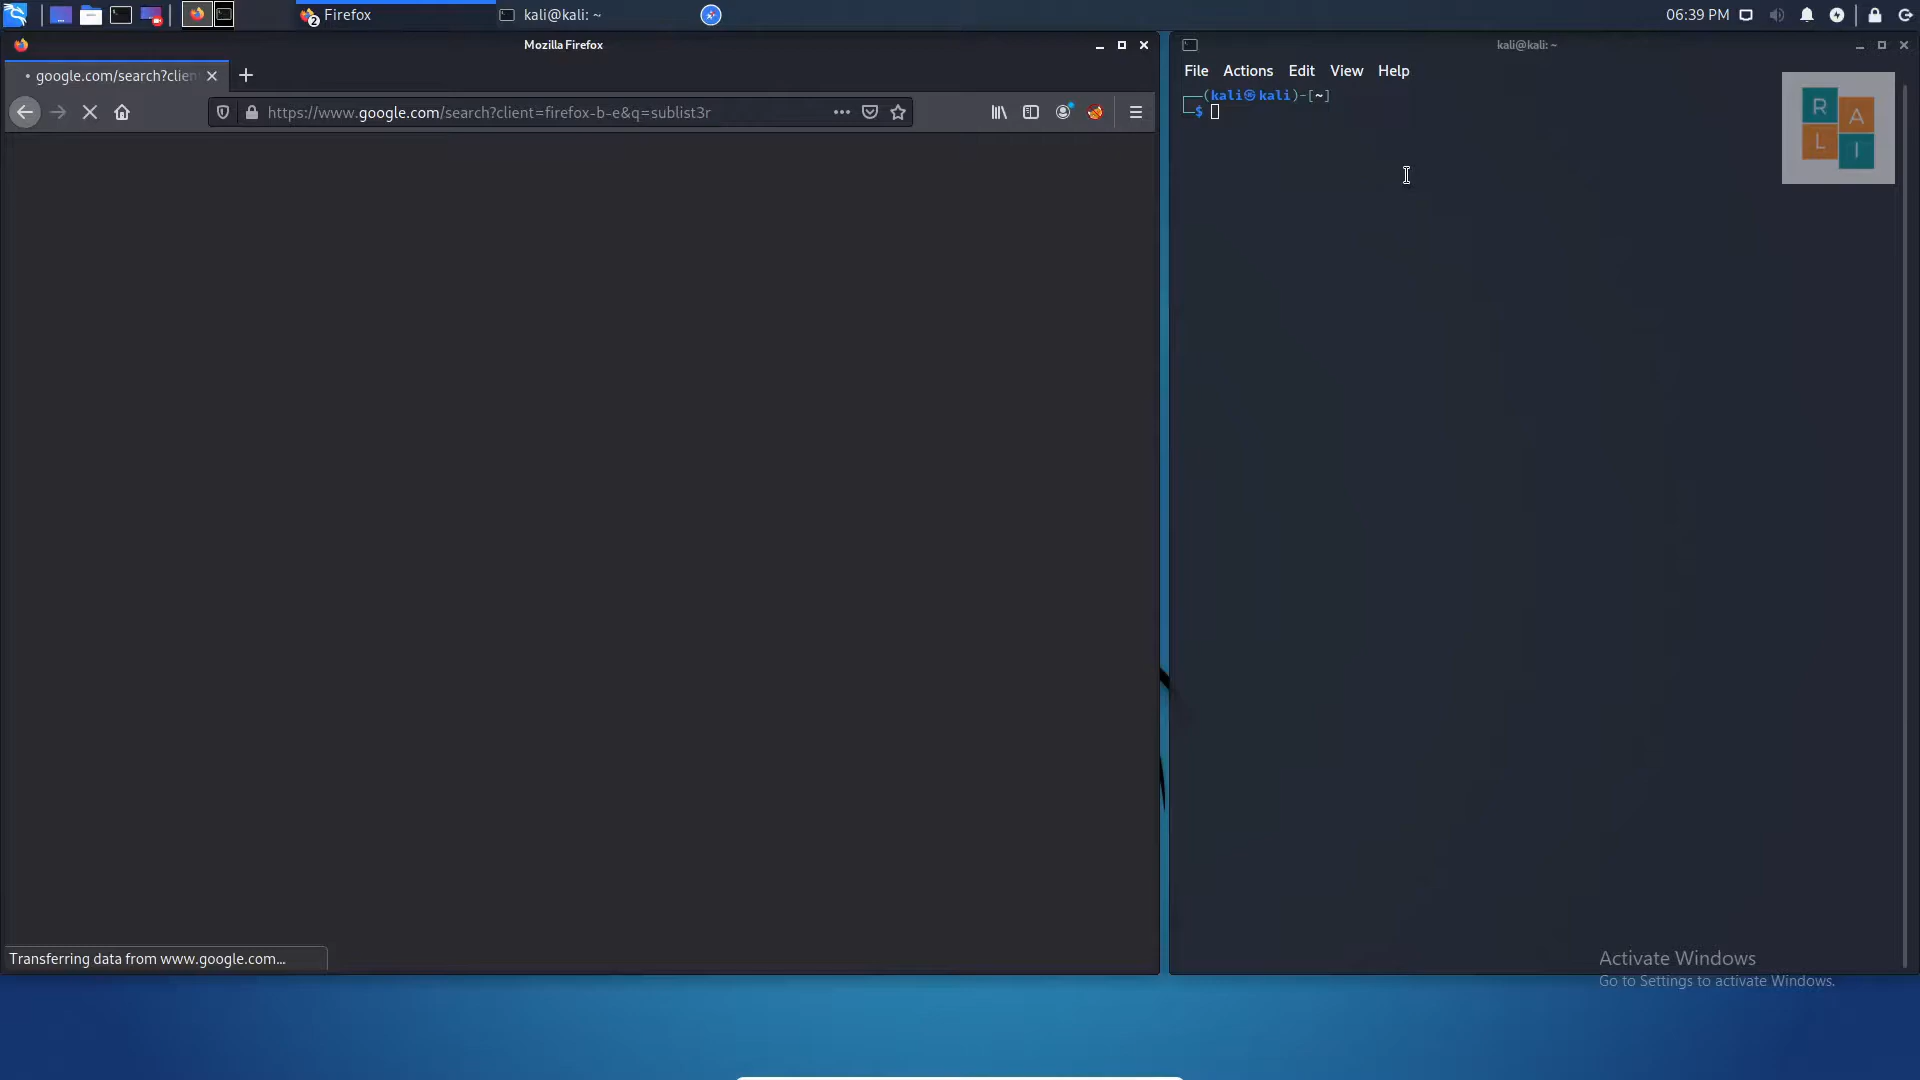 Firefox
2
kali@kali: ~
06:39 PM
Mozilla Firefox
kali@kali: ~
google.com/search?clien
File Actions Edit View Help
https://www.google.com/search?client=firefox-b-e&q=sublist3r
┌──(kali㉿kali)-[~]
└─$
R A
L I
Transferring data from www.google.com...
Activate Windows
Go to Settings to activate Windows.